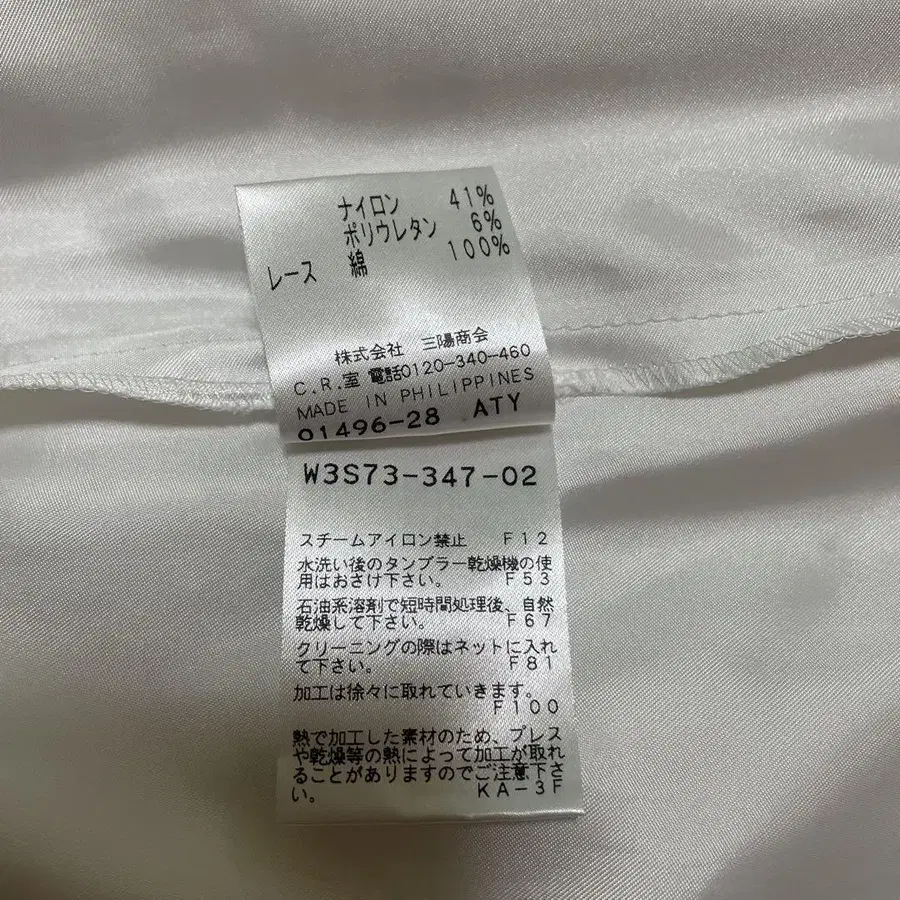 ナイロン 41%
ポリウレタン 6%
レース 綿 100%
株式会社 三陽商会
C.R.室 電話0120-340-460
MADE IN PHILIPPINES
01496-28 ATY
W3S73-347-02
スチームアイロン禁止 F12
水洗い後のタンブラー乾燥機の使
用はおさけ下さい。 F53
石油系溶剤で短時間処理後、自然
乾燥して下さい。 F67
クリーニングの際はネットに入れ
て下さい。 F81
加工は徐々に取れていきます。
F100
熱で加工した素材のため、プレス
や乾燥等の熱によって加工が取れ
ることがありますのでご注意下さ
い。 KA-3F